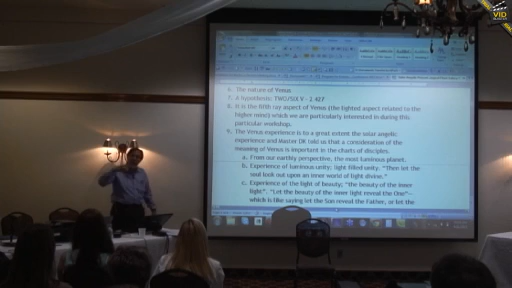 VID
6. The nature of Venus
7. A hypothesis: TWO/SIX V - 2 427
8. It is the fifth ray aspect of Venus (the lighted aspect related to the
higher mind) which we are particularly interested in during this
particular workshop.
9. The Venus experience is to a great extent the solar angelic
experience and Master DK told us that a consideration of the
meaning of Venus is important in the charts of disciples.
a. From our earthly perspective, the most luminous planet.
b. Experience of luminous unity; light filled unity. "Then let the
soul look out upon an inner world of light divine."
c. Experience of the light of beauty; "the beauty of the inner
light". "Let the beauty of the inner light reveal the One"—
which is like saying let the Son reveal the Father, or let the